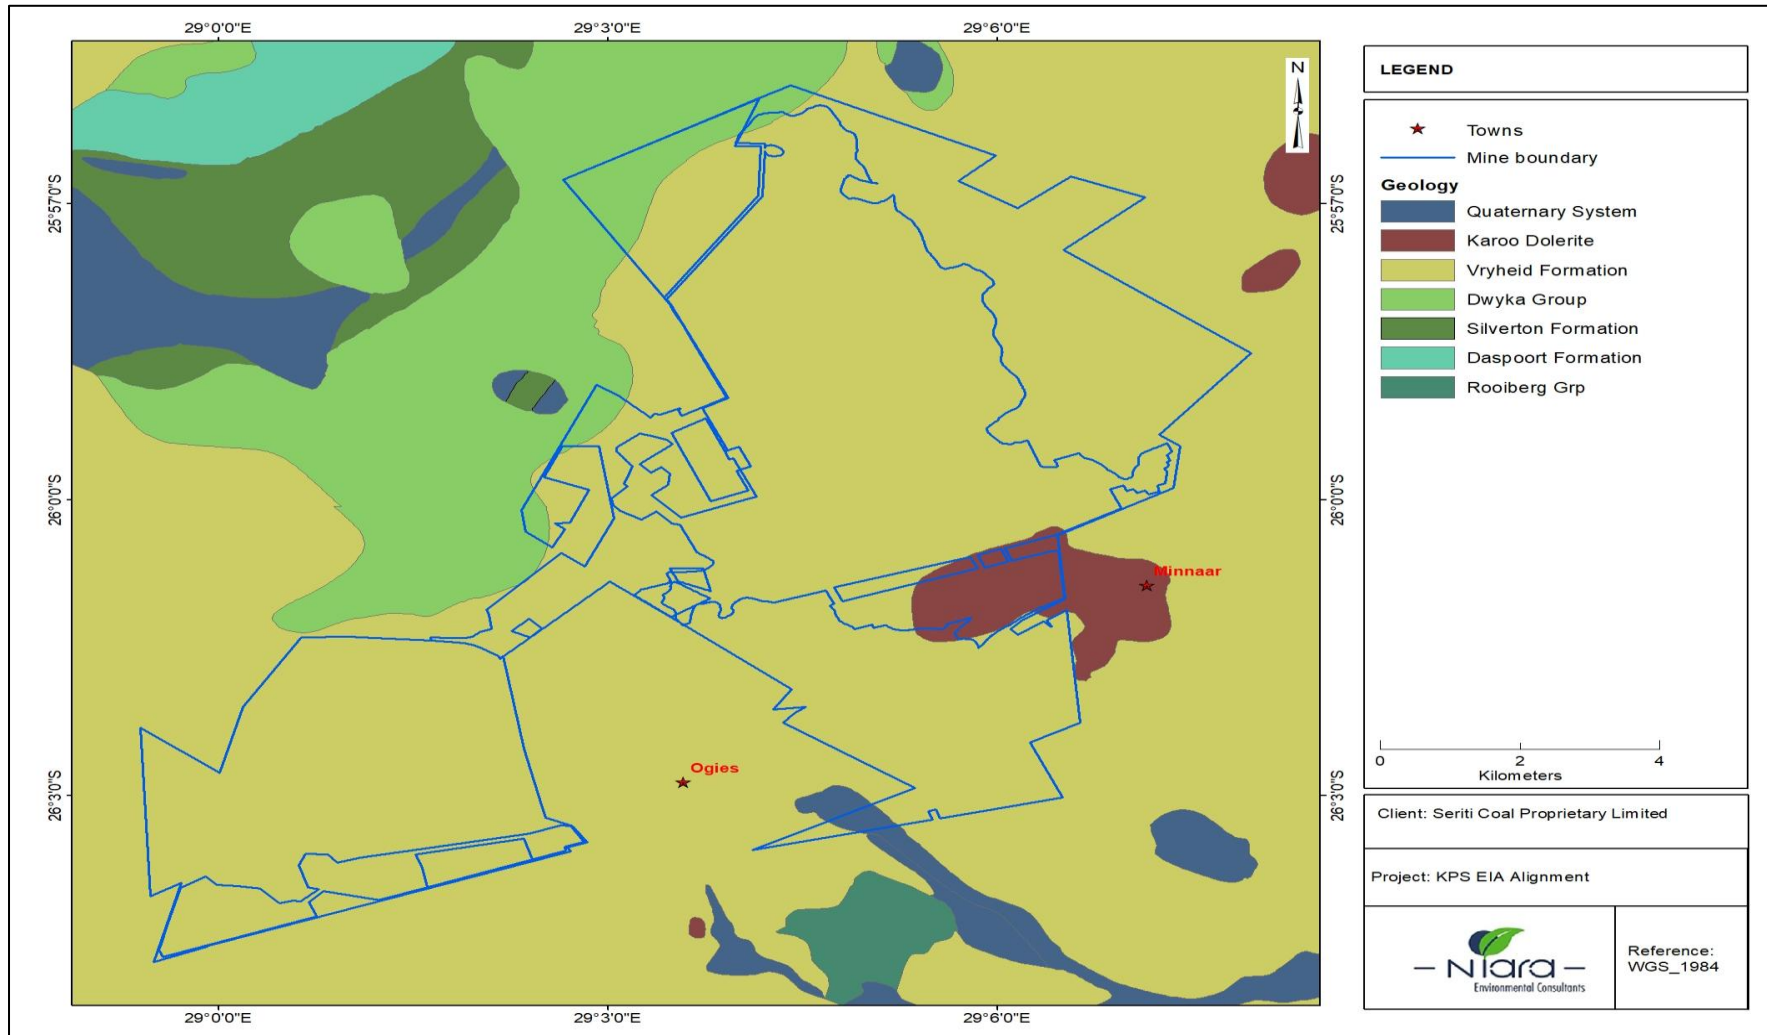 29°0'0"E
29°3'0"E
29°6'0"E
N
25°57'0"S
25°57'0"S
26°0'0"S
26°0'0"S
Minnaar
Ogies
26°3'0"S
26°3'0"S
29°0'0"E
29°3'0"E
29°6'0"E
LEGEND
Towns
Mine boundary
Geology
Quaternary System
Karoo Dolerite
Vryheid Formation
Dwyka Group
Silverton Formation
Daspoort Formation
Rooiberg Grp
0 2 4
Kilometers
Client: Seriti Coal Proprietary Limited
Project: KPS EIA Alignment
– Niara –
Environmental Consultants
Reference:
WGS_1984